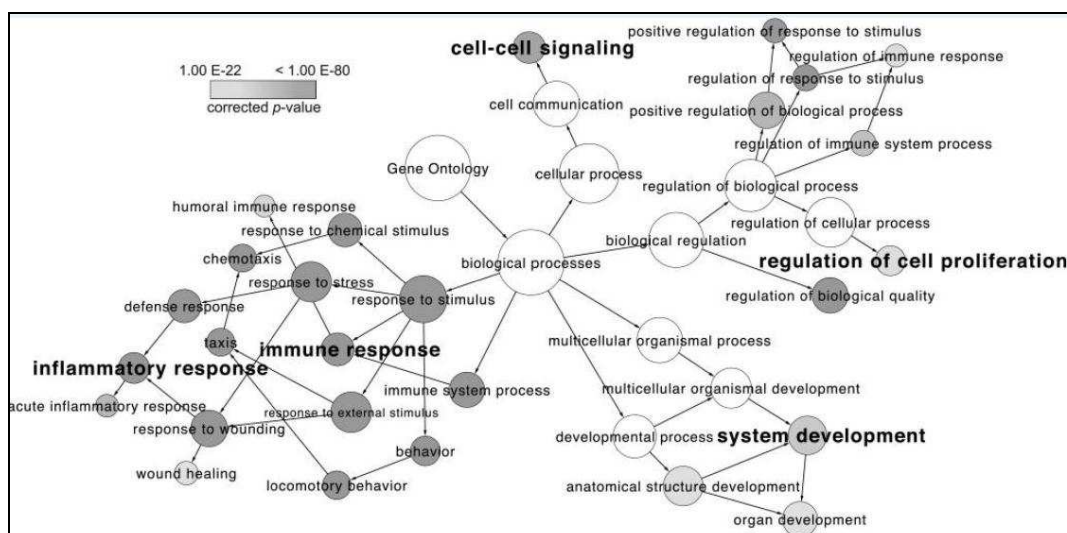 positive regulation of response to stimulus
cell-cell signaling
regulation of immune response
1.00 E-22 < 1.00 E-80
regulation of response to stimulus
corrected p-value
cell communication
positive regulation of biological process
regulation of immune system process
Gene Ontology
cellular process
regulation of biological process
humoral immune response
regulation of cellular process
response to chemical stimulus
biological regulation
chemotaxis
biological processes
regulation of cell proliferation
response to stress
response to stimulus
regulation of biological quality
defense response
taxis
multicellular organismal process
immune response
inflammatory response
immune system process
multicellular organismal development
acute inflammatory response
response to external stimulus
response to wounding
developmental process
system development
behavior
wound healing
locomotory behavior
anatomical structure development
organ development